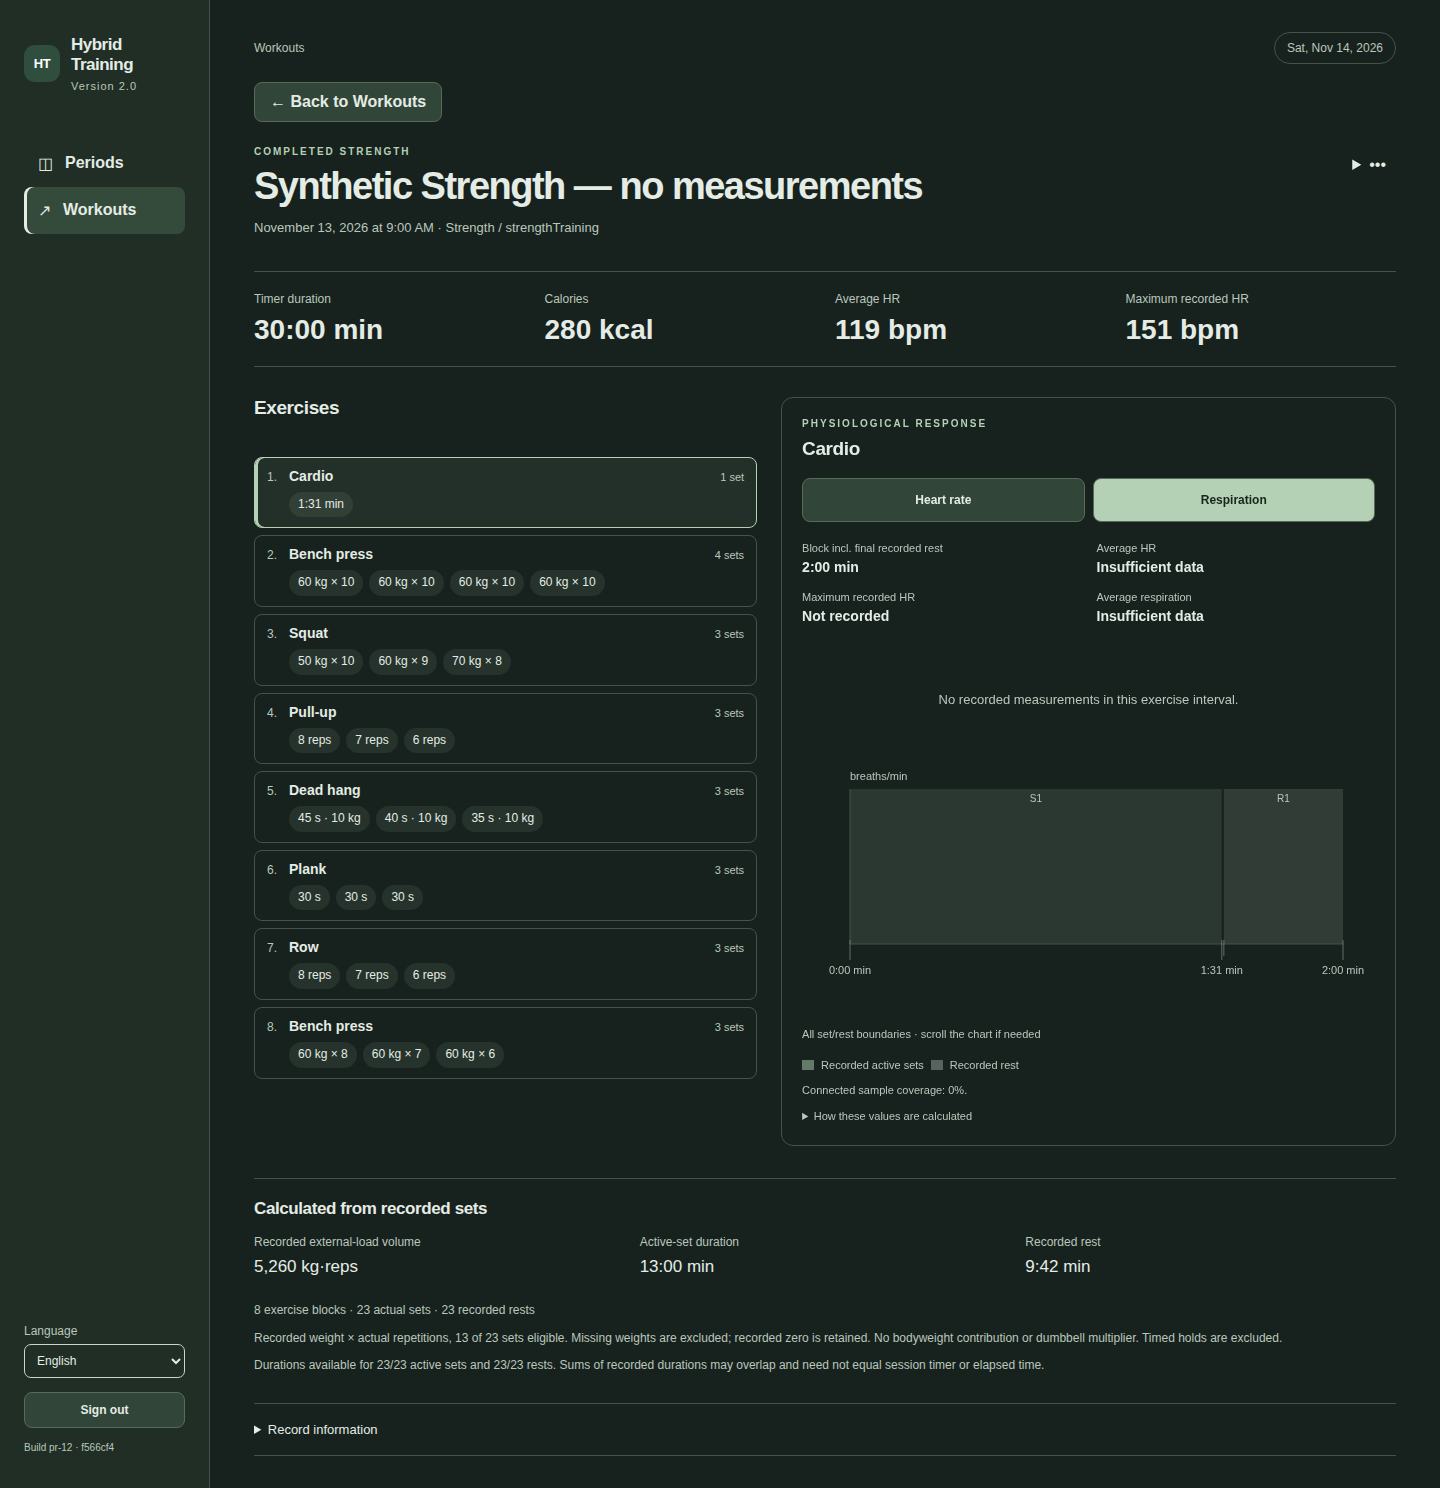 HT
Hybrid
Training
Version 2.0
Periods
Workouts
Language
English
Sign out
Build pr-12 · f566cf4
Workouts
Sat, Nov 14, 2026
← Back to Workouts
COMPLETED STRENGTH
Synthetic Strength — no measurements
•••
November 13, 2026 at 9:00 AM · Strength / strengthTraining
Timer duration
30:00 min
Calories
280 kcal
Average HR
119 bpm
Maximum recorded HR
151 bpm
Exercises
1. Cardio 1 set
1:31 min
2. Bench press 4 sets
60 kg × 10 60 kg × 10 60 kg × 10 60 kg × 10
3. Squat 3 sets
50 kg × 10 60 kg × 9 70 kg × 8
4. Pull-up 3 sets
8 reps 7 reps 6 reps
5. Dead hang 3 sets
45 s · 10 kg 40 s · 10 kg 35 s · 10 kg
6. Plank 3 sets
30 s 30 s 30 s
7. Row 3 sets
8 reps 7 reps 6 reps
8. Bench press 3 sets
60 kg × 8 60 kg × 7 60 kg × 6
PHYSIOLOGICAL RESPONSE
Cardio
Heart rate Respiration
Block incl. final recorded rest
2:00 min
Average HR
Insufficient data
Maximum recorded HR
Not recorded
Average respiration
Insufficient data
No recorded measurements in this exercise interval.
breaths/min
S1 R1
0:00 min 1:31 min 2:00 min
All set/rest boundaries · scroll the chart if needed
Recorded active sets Recorded rest
Connected sample coverage: 0%.
How these values are calculated
Calculated from recorded sets
Recorded external-load volume
5,260 kg·reps
Active-set duration
13:00 min
Recorded rest
9:42 min
8 exercise blocks · 23 actual sets · 23 recorded rests
Recorded weight × actual repetitions, 13 of 23 sets eligible. Missing weights are excluded; recorded zero is retained. No bodyweight contribution or dumbbell multiplier. Timed holds are excluded.
Durations available for 23/23 active sets and 23/23 rests. Sums of recorded durations may overlap and need not equal session timer or elapsed time.
Record information